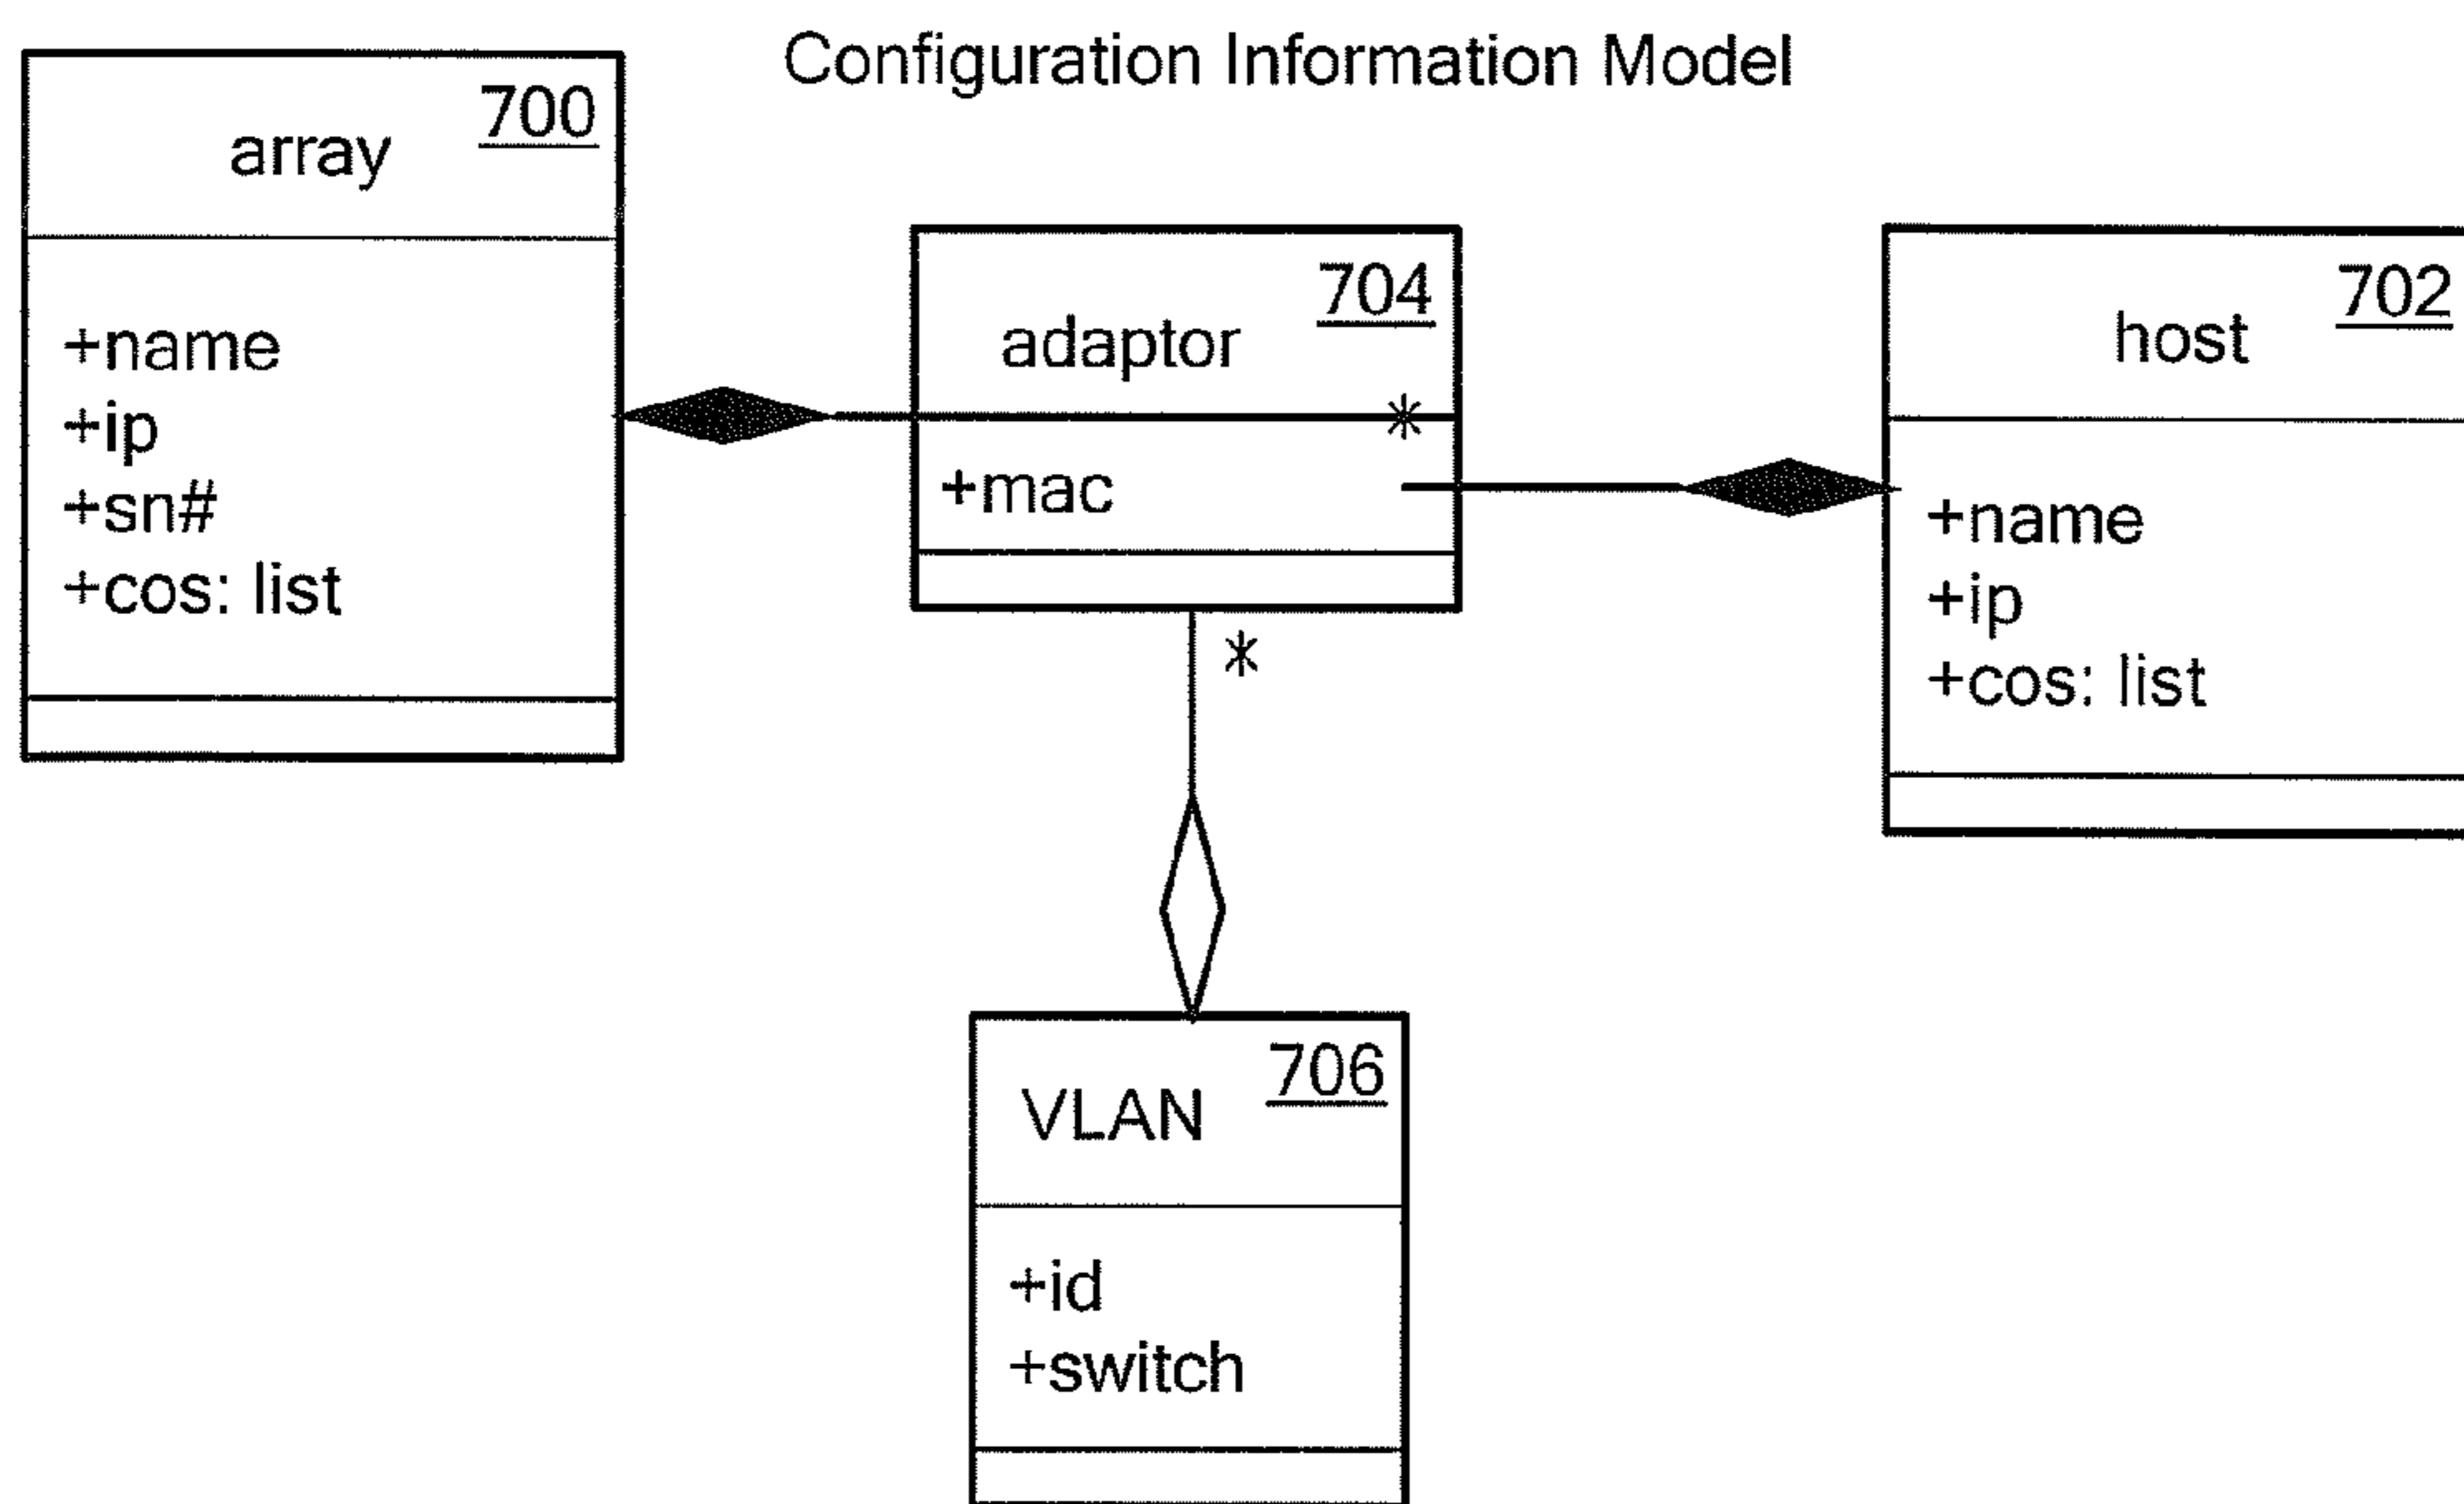 Configuration Information Model
700
array
+name
+ip
+sn#
+cos: list
704
adaptor
*
+mac
*
702
host
+name
+ip
+cos: list
706
VLAN
+id
+switch